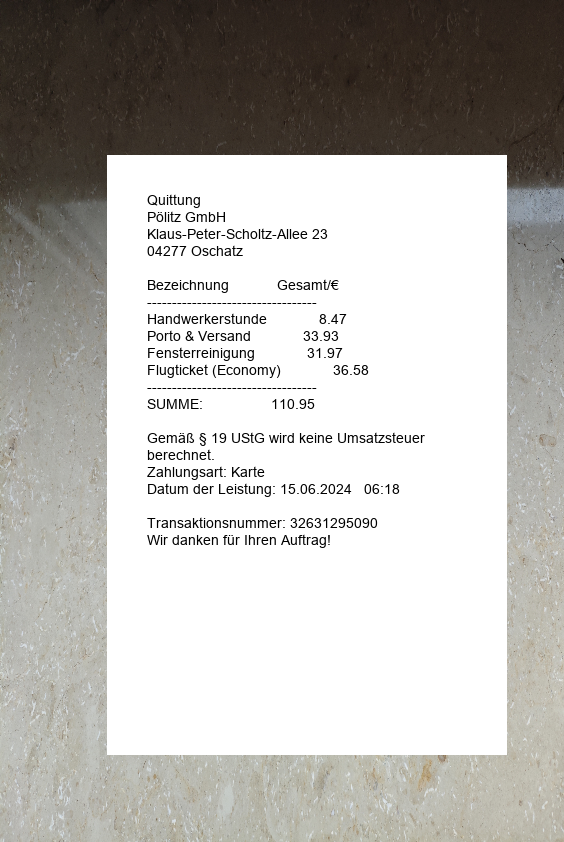 Quittung
Pölitz GmbH
Klaus-Peter-Scholtz-Allee 23
04277 Oschatz
Bezeichnung Gesamt/€
----------------------------------
Handwerkerstunde 8.47
Porto & Versand 33.93
Fensterreinigung 31.97
Flugticket (Economy) 36.58
----------------------------------
SUMME: 110.95
Gemäß § 19 UStG wird keine Umsatzsteuer
berechnet.
Zahlungsart: Karte
Datum der Leistung: 15.06.2024 06:18
Transaktionsnummer: 32631295090
Wir danken für Ihren Auftrag!